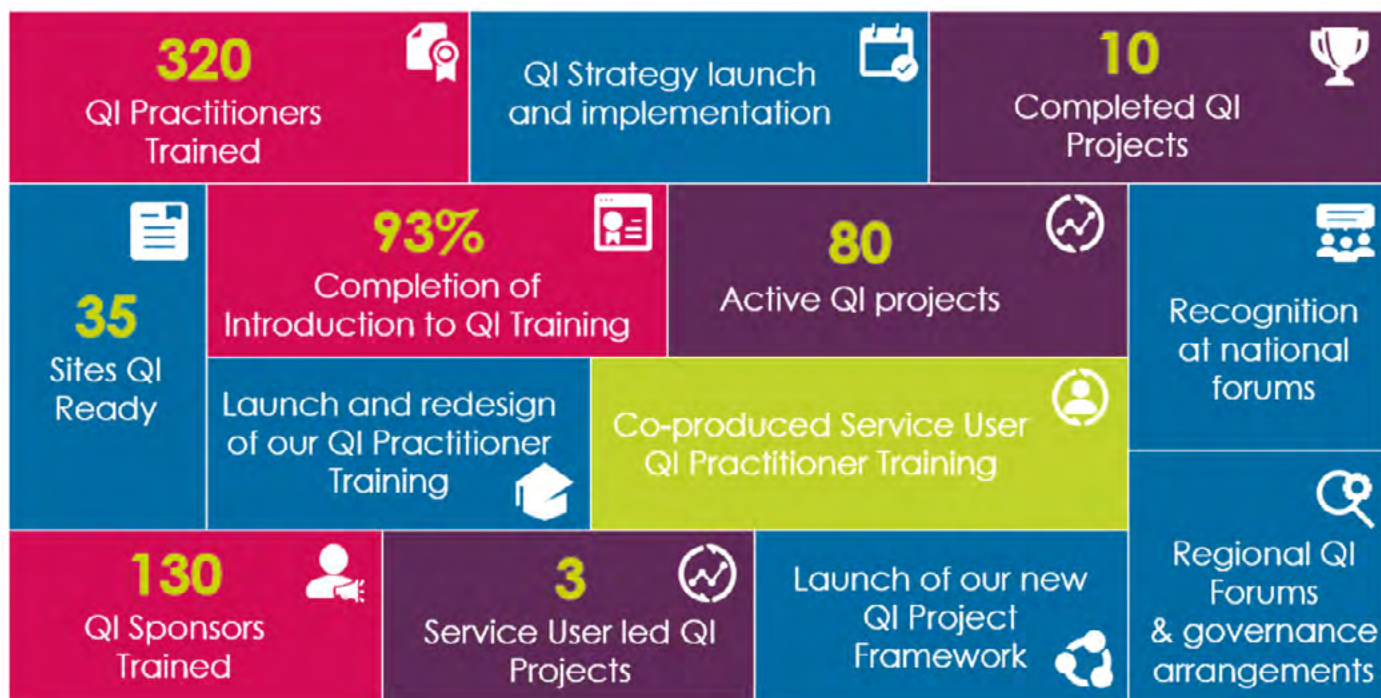 320
QI Practitioners
Trained
QI Strategy launch
and implementation
10
Completed QI
Projects
35
Sites QI
Ready
93%
Completion of
Introduction to QI Training
80
Active QI projects
Recognition
at national
forums
Launch and redesign
of our QI Practitioner
Training
Co-produced Service User
QI Practitioner Training
130
QI Sponsors
Trained
3
Service User led QI
Projects
Launch of our new
QI Project
Framework
Regional QI
Forums
& governance
arrangements